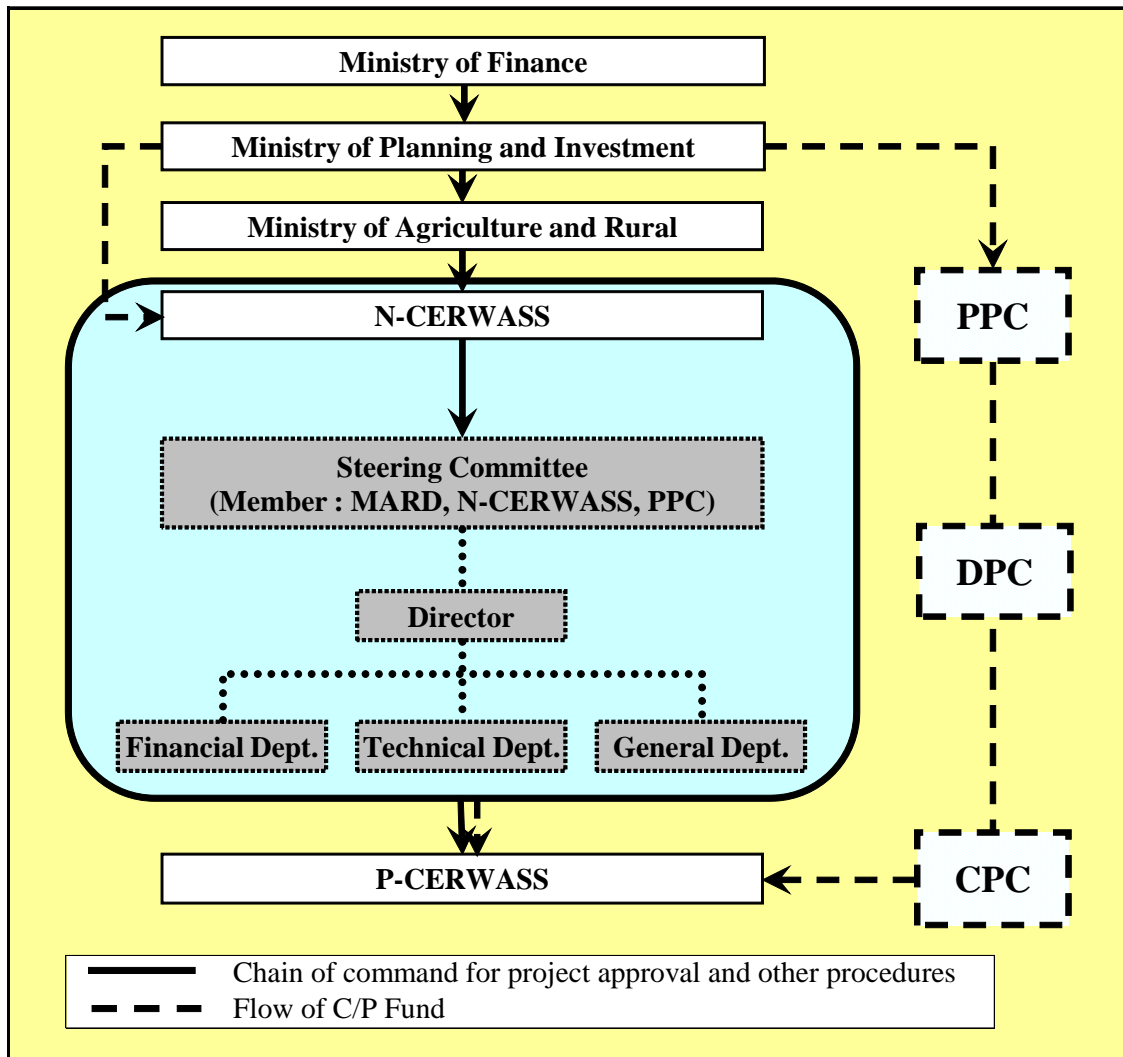 Ministry of Finance
Ministry of Planning and Investment
Ministry of Agriculture and Rural
N-CERWASS
PPC
Steering Committee
(Member : MARD, N-CERWASS, PPC)
DPC
Director
Financial Dept.
Technical Dept.
General Dept.
P-CERWASS
CPC
Chain of command for project approval and other procedures
Flow of C/P Fund